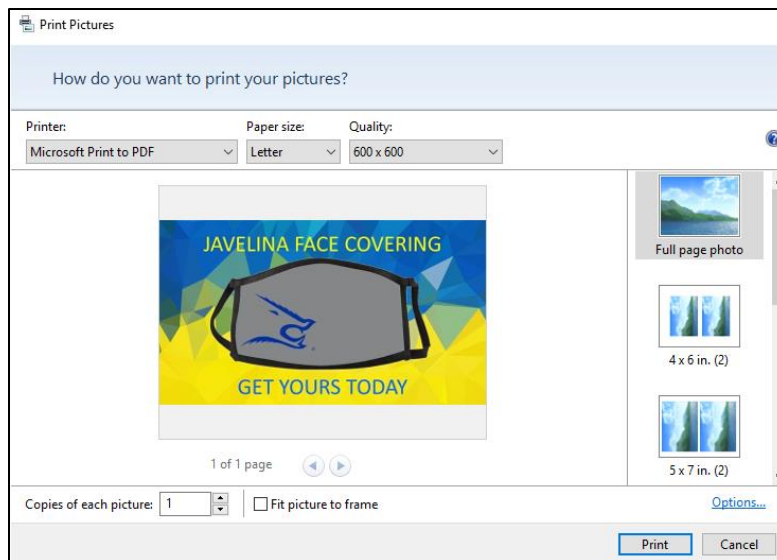 Print Pictures
How do you want to print your pictures?
Printer: Paper size: Quality:
Microsoft Print to PDF Letter 600 x 600
JAVELINA FACE COVERING
GET YOURS TODAY
Full page photo
4 x 6 in. (2)
5 x 7 in. (2)
1 of 1 page
Copies of each picture: 1 Fit picture to frame Options...
Print Cancel